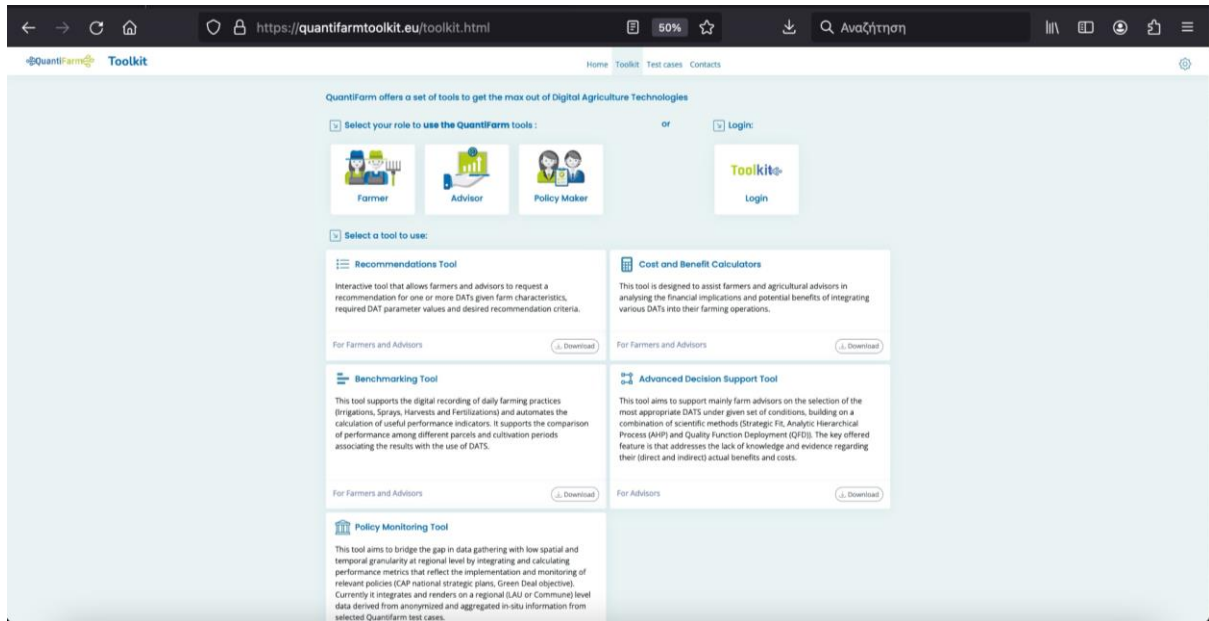 https://quantifarmtoolkit.eu/toolkit.html
50%
Αναζήτηση
QuantiFarm
Toolkit
Home Toolkit Test cases Contacts
QuantiFarm offers a set of tools to get the max out of Digital Agriculture Technologies
Select your role to use the QuantiFarm tools :
or
Login:
Farmer
Advisor
Policy Maker
Toolkit
Login
Select a tool to use:
Recommendations Tool
Interactive tool that allows farmers and advisors to request a
recommendation for one or more DATs given farm characteristics,
required DAT parameter values and desired recommendation criteria.
For Farmers and Advisors
Download
Cost and Benefit Calculators
This tool is designed to assist farmers and agricultural advisors in
analysing the financial implications and potential benefits of integrating
various DATs into their farming operations.
For Farmers and Advisors
Download
Benchmarking Tool
This tool supports the digital recording of daily farming practices
(Irrigations, Sprays, Harvests and Fertilizations) and automates the
calculation of useful performance indicators. It supports the comparison
of performance among different parcels and cultivation periods
associating the results with the use of DATS.
For Farmers and Advisors
Download
Advanced Decision Support Tool
This tool aims to support mainly farm advisors on the selection of the
most appropriate DATS under given set of conditions, building on a
combination of scientific methods (Strategic Fit, Analytic Hierarchical
Process (AHP) and Quality Function Deployment (QFD)). The key offered
feature is that addresses the lack of knowledge and evidence regarding
their (direct and indirect) actual benefits and costs.
For Advisors
Download
Policy Monitoring Tool
This tool aims to bridge the gap in data gathering with low spatial and
temporal granularity at regional level by integrating and calculating
performance metrics that reflect the implementation and monitoring of
relevant policies (CAP national strategic plans, Green Deal objective).
Currently it integrates and renders on a regional (LAU or Commune) level
data derived from anonymized and aggregated in-situ information from
selected Quantifarm test cases.